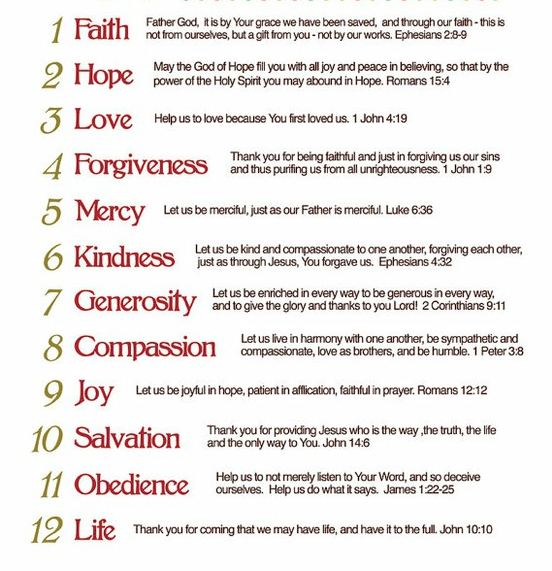 1 Faith Father God, it is by Your grace we have been saved, and through our faith - this is
not from ourselves, but a gift from you - not by our works. Ephesians 2:8-9
2 Hope May the God of Hope fill you with all joy and peace in believing, so that by the
power of the Holy Spirit you may abound in Hope. Romans 15:4
3 Love Help us to love because You first loved us. 1 John 4:19
4 Forgiveness Thank you for being faithful and just in forgiving us our sins
and thus purifing us from all unrighteousness. 1 John 1:9
5 Mercy Let us be merciful, just as our Father is merciful. Luke 6:36
6 Kindness Let us be kind and compassionate to one another, forgiving each other,
just as through Jesus, You forgave us. Ephesians 4:32
7 Generosity Let us be enriched in every way to be generous in every way,
and to give the glory and thanks to you Lord! 2 Corinthians 9:11
8 Compassion Let us live in harmony with one another, be sympathetic and
compassionate, love as brothers, and be humble. 1 Peter 3:8
9 Joy Let us be joyful in hope, patient in afflication, faithful in prayer. Romans 12:12
10 Salvation Thank you for providing Jesus who is the way ,the truth, the life
and the only way to You. John 14:6
11 Obedience Help us to not merely listen to Your Word, and so deceive
ourselves. Help us do what it says. James 1:22-25
12 Life Thank you for coming that we may have life, and have it to the full. John 10:10